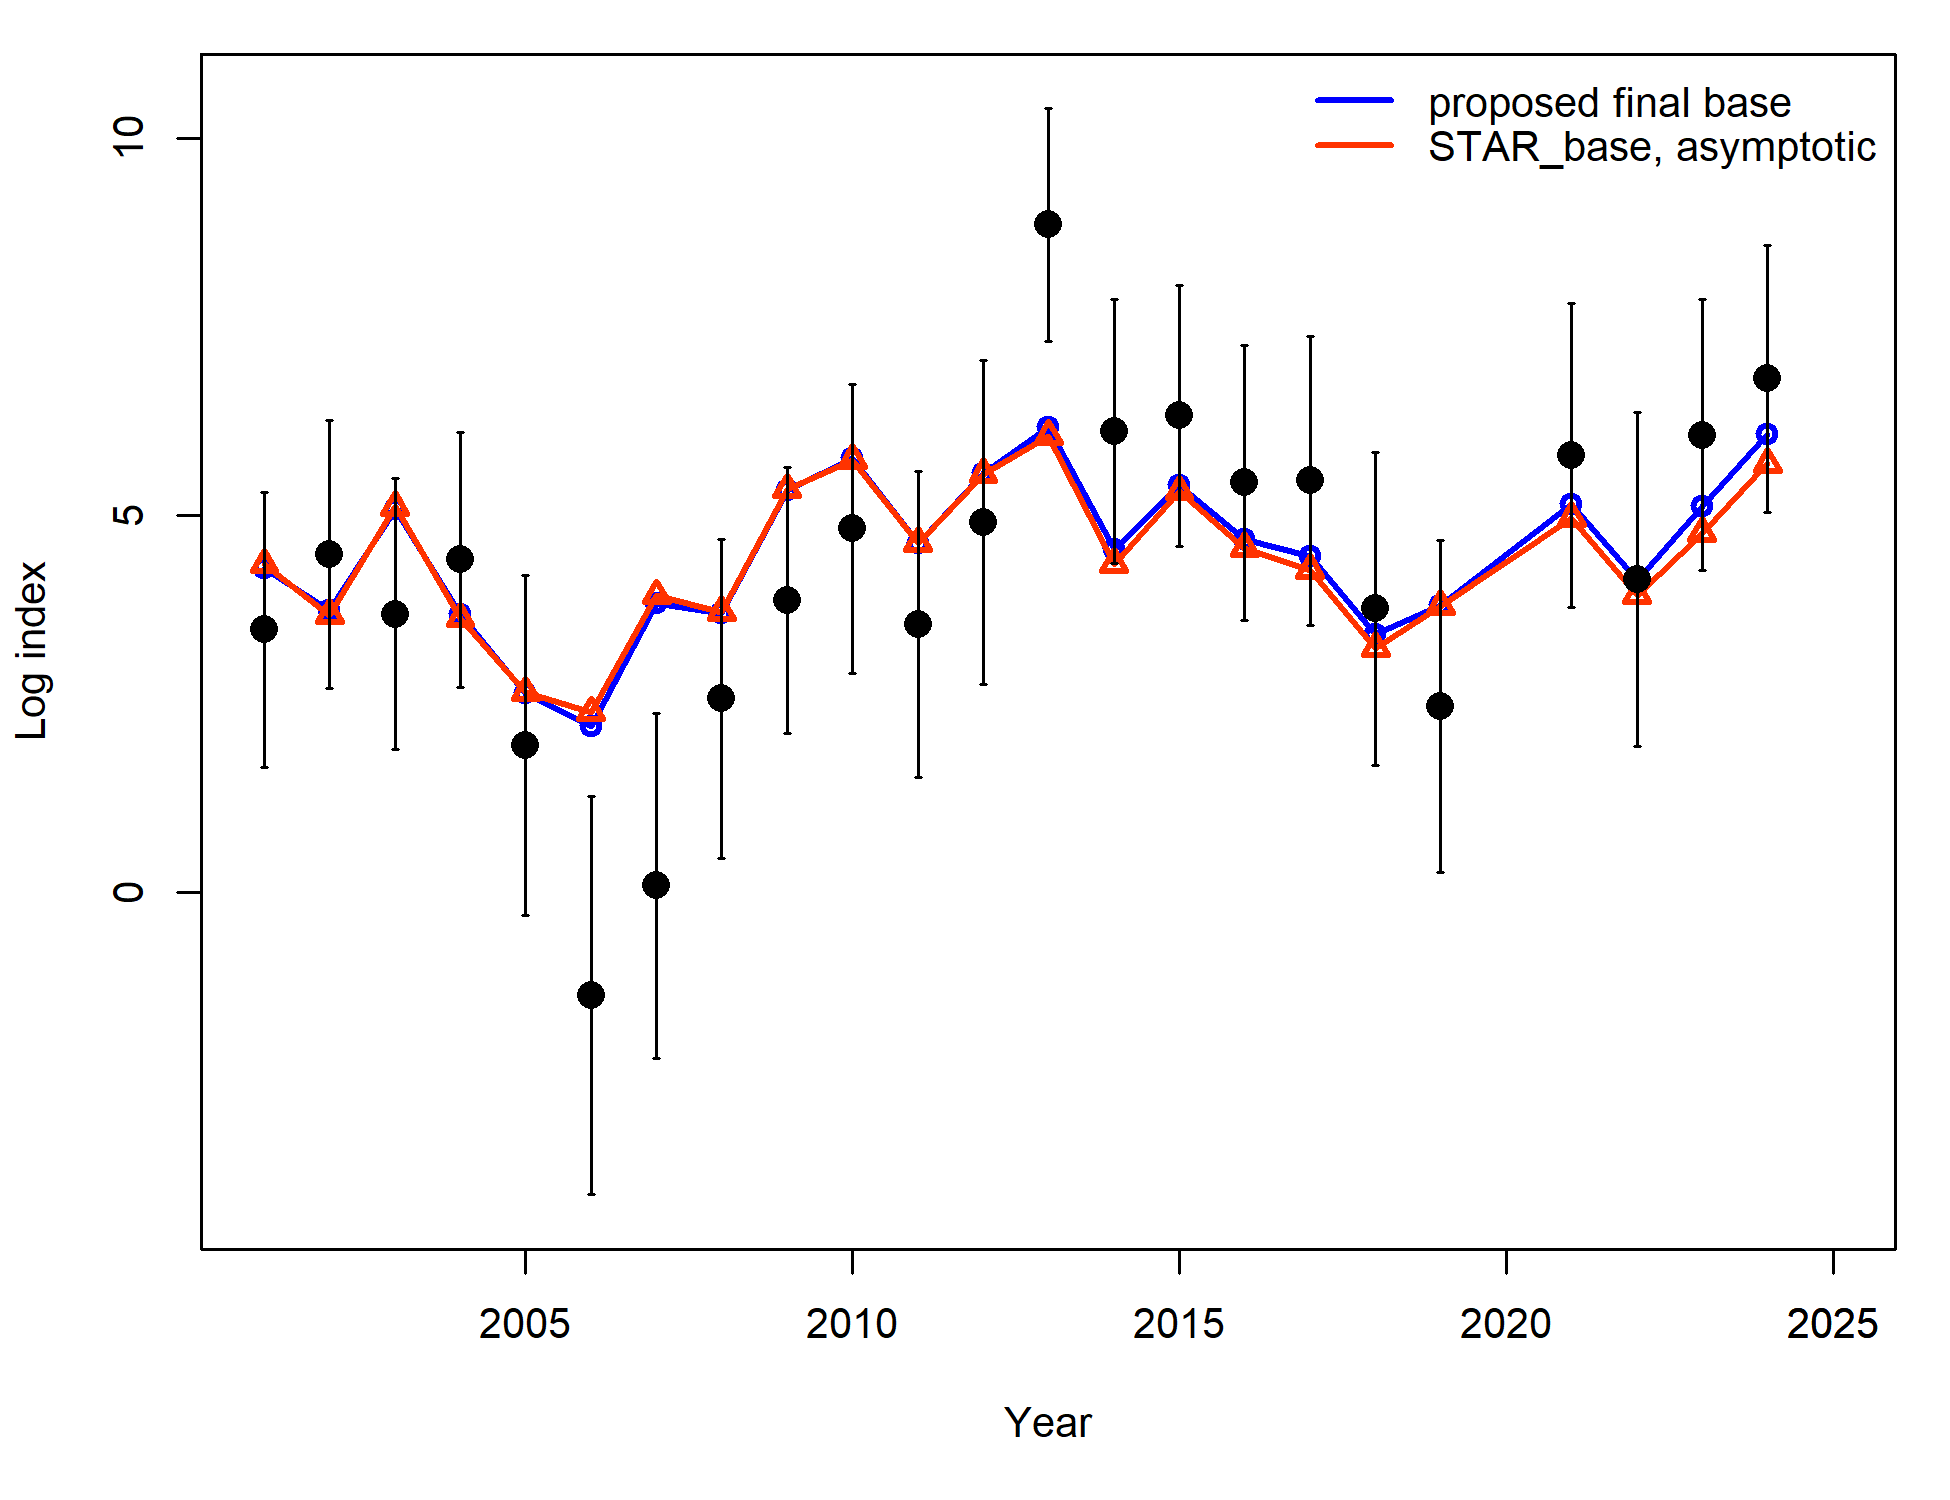 proposed final base
STAR_base, asymptotic
10
5
0
Log index
2005 2010 2015 2020 2025
Year